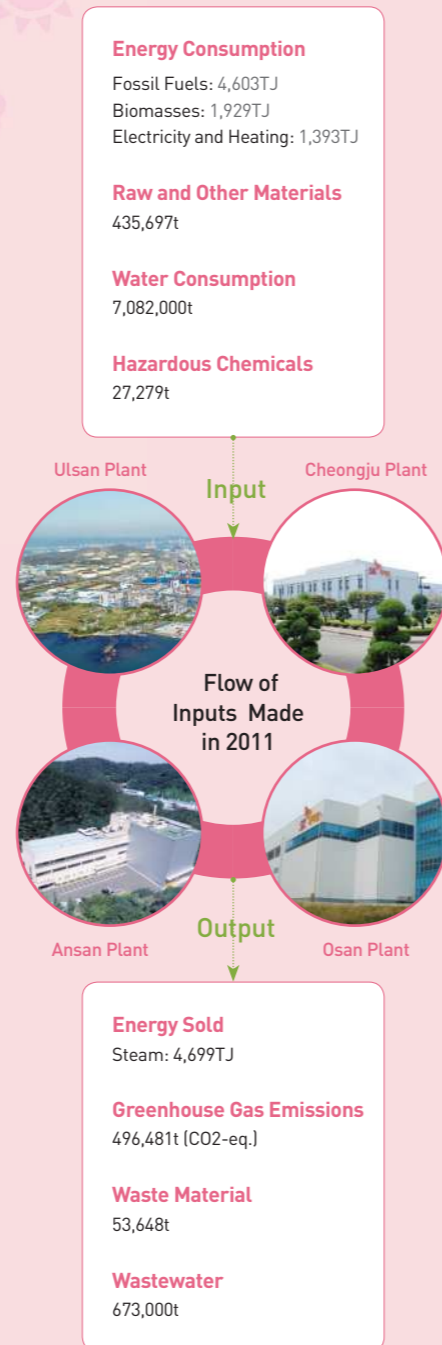 Energy Consumption
Fossil Fuels: 4,603TJ
Biomasses: 1,929TJ
Electricity and Heating: 1,393TJ
Raw and Other Materials
435,697t
Water Consumption
7,082,000t
Hazardous Chemicals
27,279t
Ulsan Plant
Input
Cheongju Plant
Flow of
Inputs Made
in 2011
Ansan Plant
Output
Osan Plant
Energy Sold
Steam: 4,699TJ
Greenhouse Gas Emissions
496,481t (CO2-eq.)
Waste Material
53,648t
Wastewater
673,000t